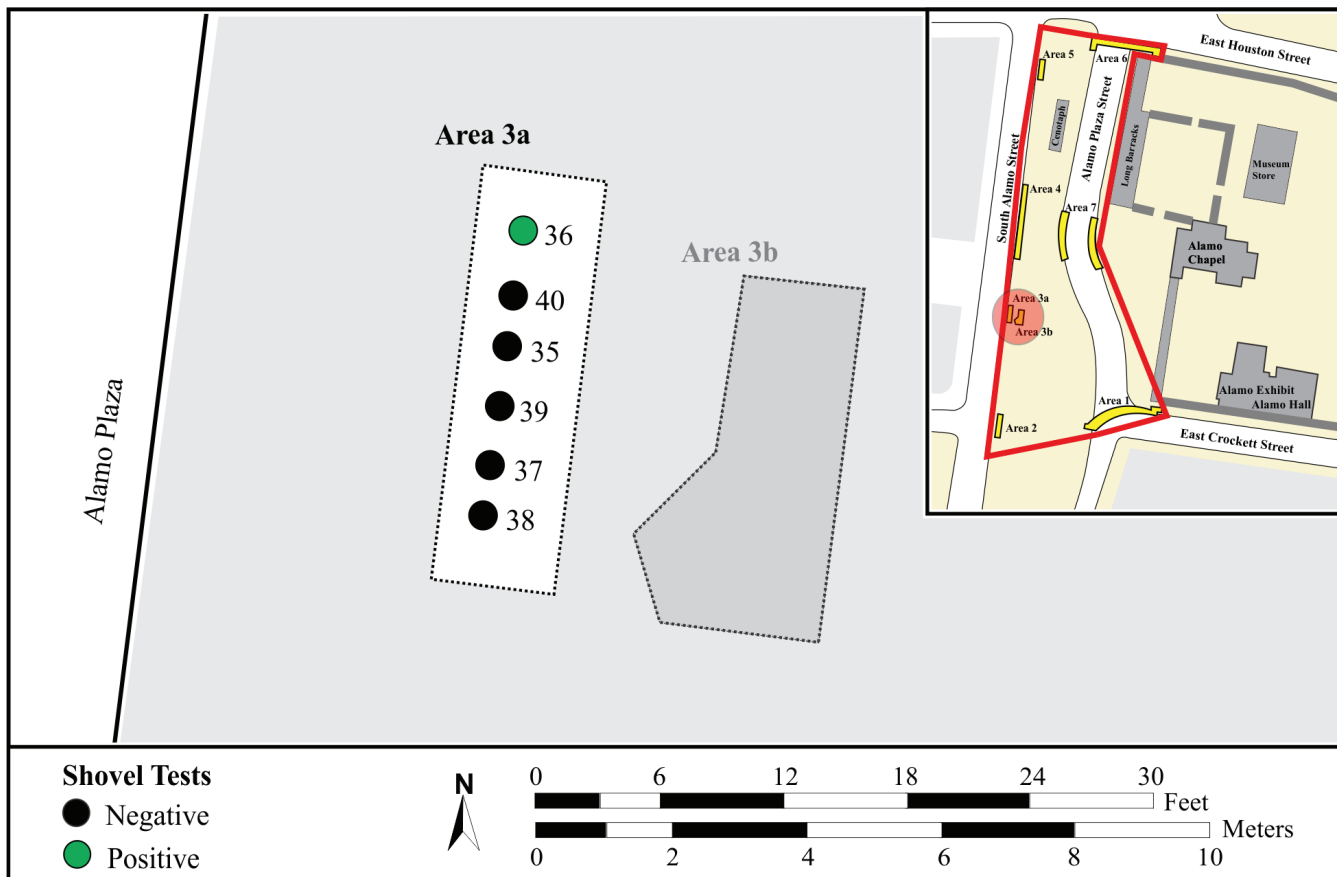 Area 3a
36
40
35
39
37
38
Area 3b
Alamo Plaza
East Houston Street
Area 5
Area 6
Cenotaph
Alamo Plaza Street
Long Barracks
Museum
Store
South Alamo Street
Area 4
Area 7
Alamo
Chapel
Area 3a
Area 3b
Alamo Exhibit
Alamo Hall
Area 1
Area 2
East Crockett Street
Shovel Tests
Negative
Positive
N
0 6 12 18 24 30
Feet
Meters
0 2 4 6 8 10